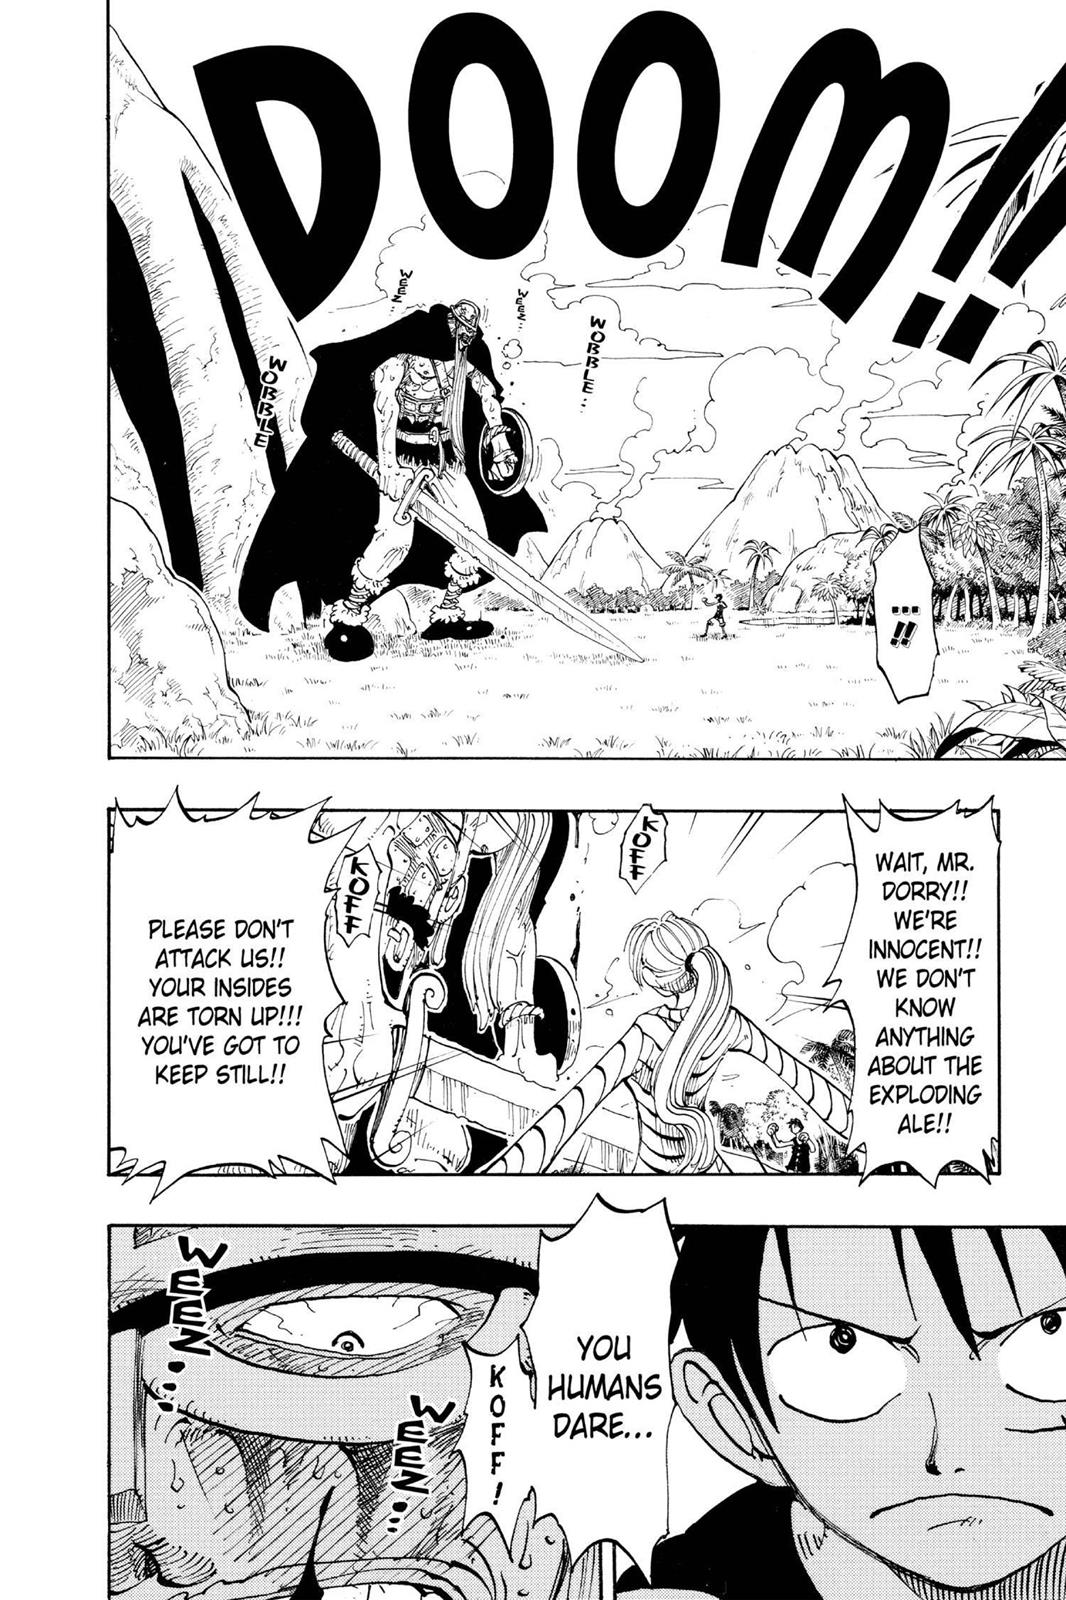 DOOM!!
WEEZ...
WEEZ...
WOBBLE...
WOBBLE
...
!!
WAIT, MR.
DORRY!!
WE'RE
INNOCENT!!
WE DON'T
KNOW
ANYTHING
ABOUT THE
EXPLODING
ALE!!
KOFF
KOFF
PLEASE DON'T
ATTACK US!!
YOUR INSIDES
ARE TORN UP!!!
YOU'VE GOT TO
KEEP STILL!!
YOU
HUMANS
DARE...
KOFF!
WEEZ...
WEEZ...